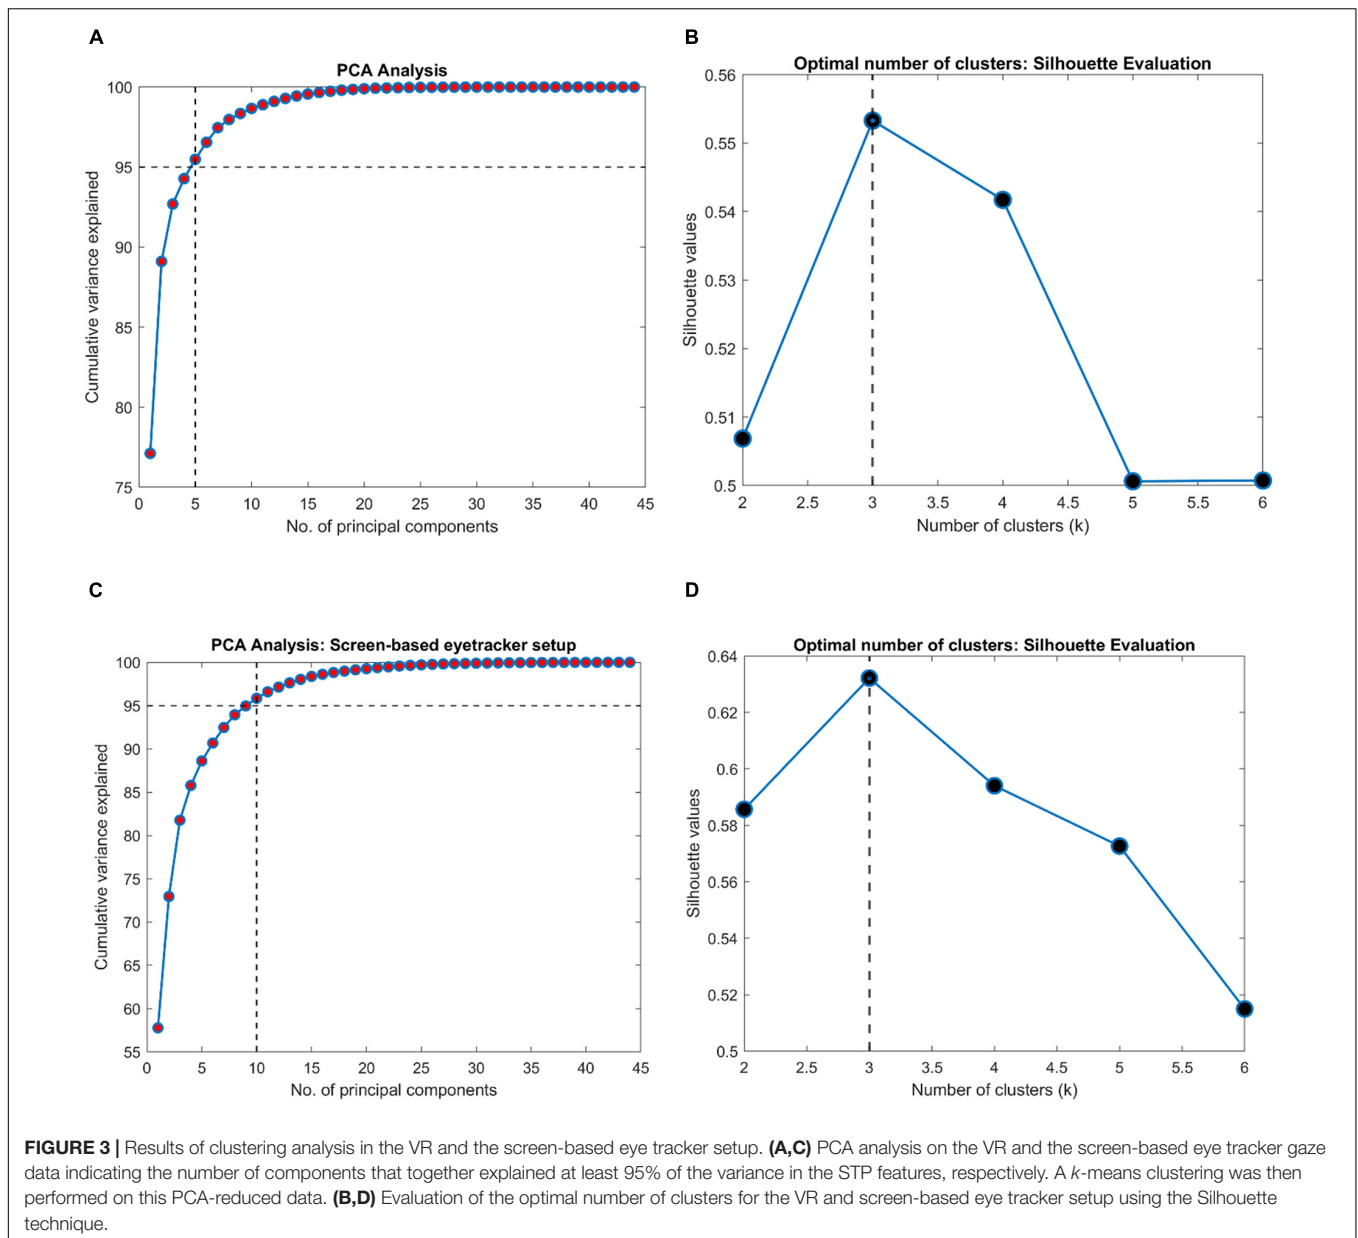 A
PCA Analysis
100
95
90
85
80
75
0 5 10 15 20 25 30 35 40 45
Cumulative variance explained
No. of principal components
B
Optimal number of clusters: Silhouette Evaluation
0.56
0.55
0.54
0.53
0.52
0.51
0.5
2 2.5 3 3.5 4 4.5 5 5.5 6
Silhouette values
Number of clusters (k)
C
PCA Analysis: Screen-based eyetracker setup
100
95
90
85
80
75
70
65
60
55
0 5 10 15 20 25 30 35 40 45
Cumulative variance explained
No. of principal components
D
Optimal number of clusters: Silhouette Evaluation
0.64
0.62
0.6
0.58
0.56
0.54
0.52
0.5
2 2.5 3 3.5 4 4.5 5 5.5 6
Silhouette values
Number of clusters (k)
FIGURE 3 | Results of clustering analysis in the VR and the screen-based eye tracker setup. (A,C) PCA analysis on the VR and the screen-based eye tracker gaze
data indicating the number of components that together explained at least 95% of the variance in the STP features, respectively. A k-means clustering was then
performed on this PCA-reduced data. (B,D) Evaluation of the optimal number of clusters for the VR and screen-based eye tracker setup using the Silhouette
technique.